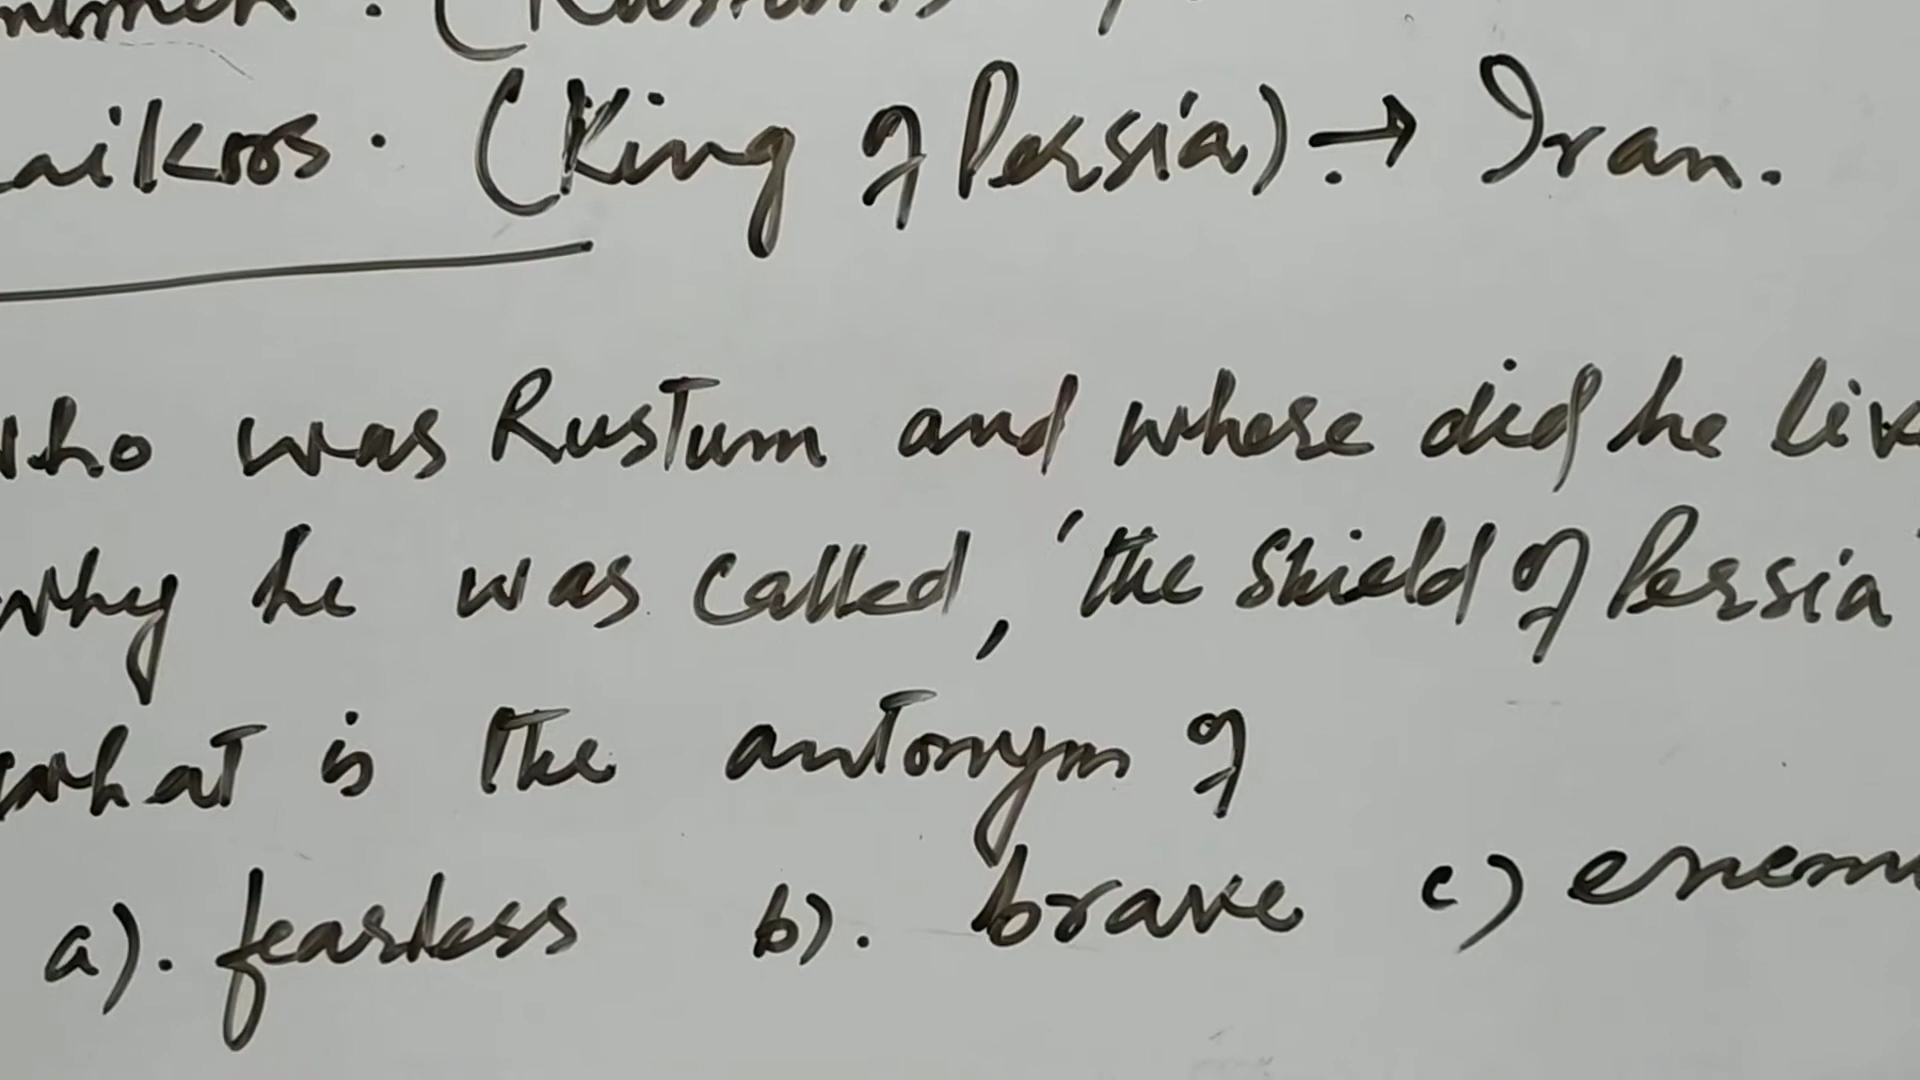 aikoos. (King of Persia). → Iran.
who was Rustum and where did he liv
why he was called, 'the Shield of Persia'
what is the antonym of
a). fearless b). brave c) enem